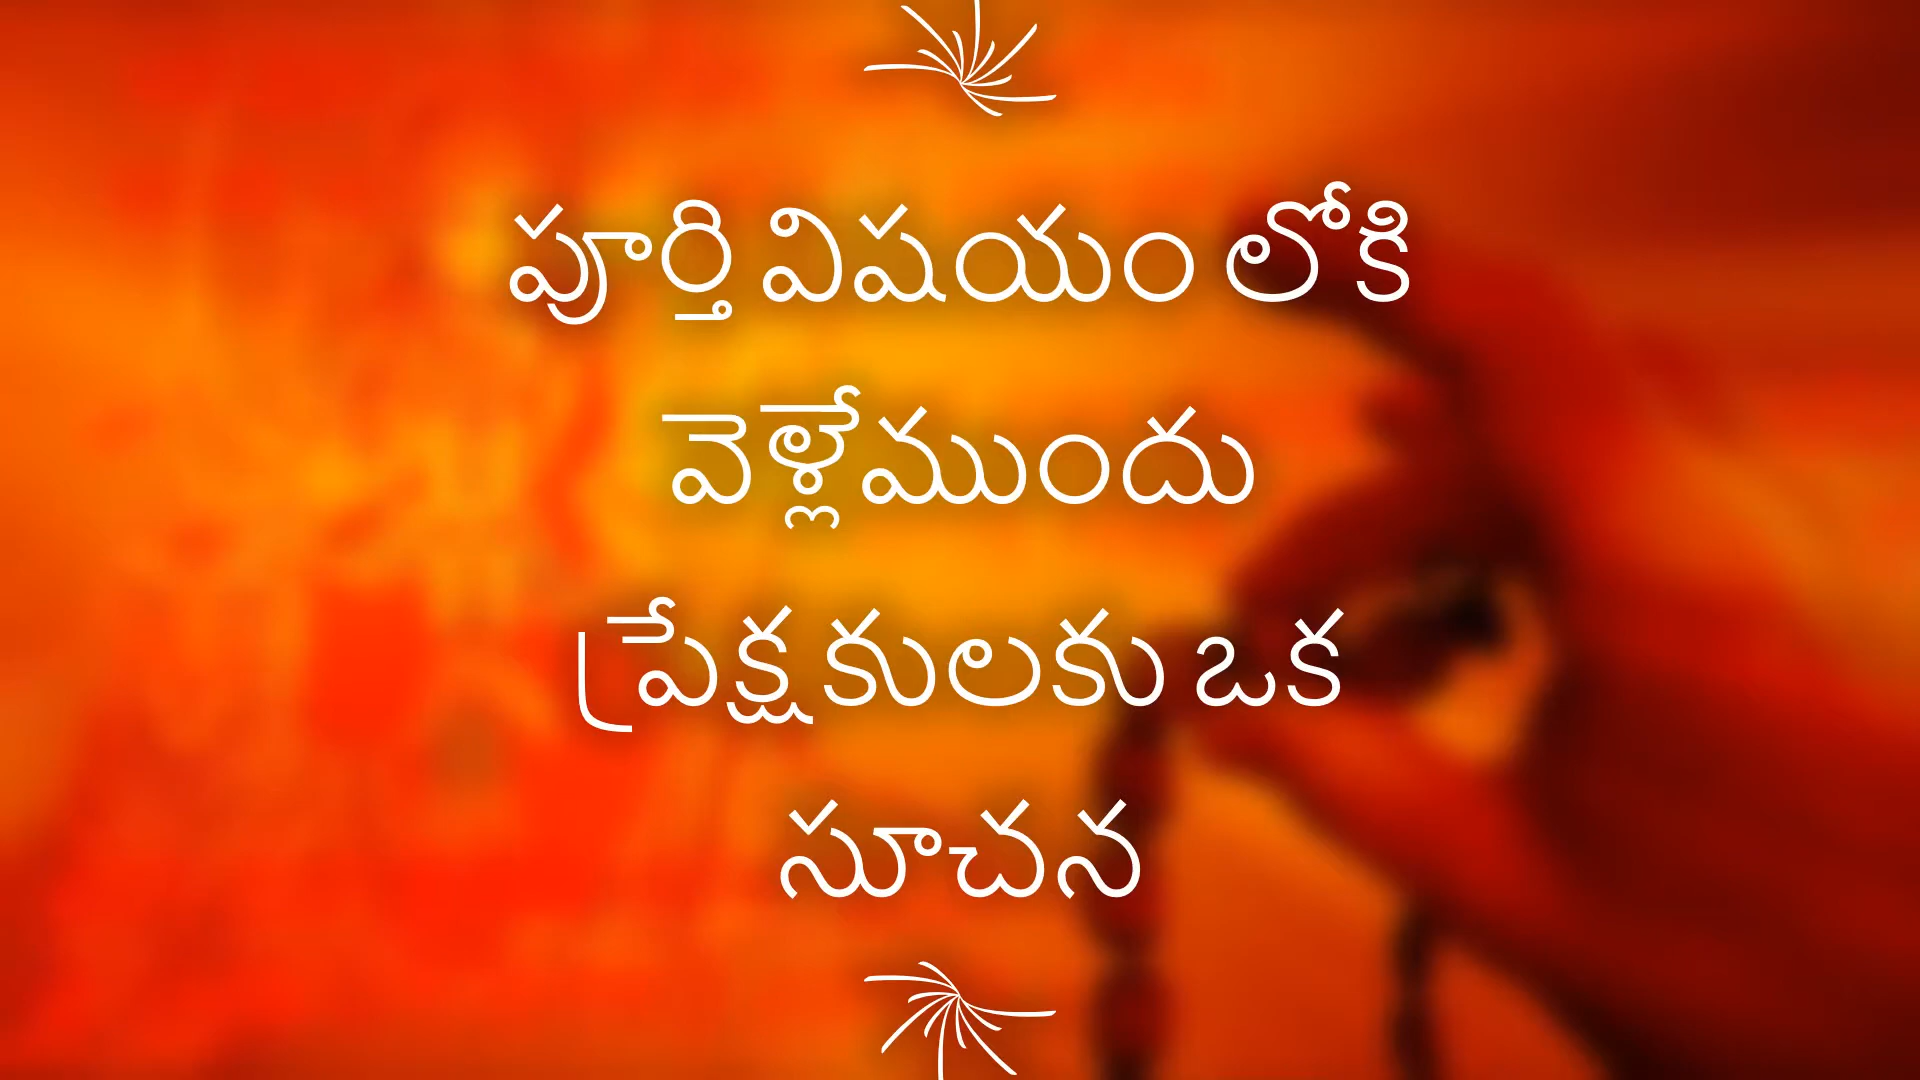 పూర్తి విషయం లోకి
వెళ్లేముందు
ప్రేక్షకులకు ఒక
సూచన